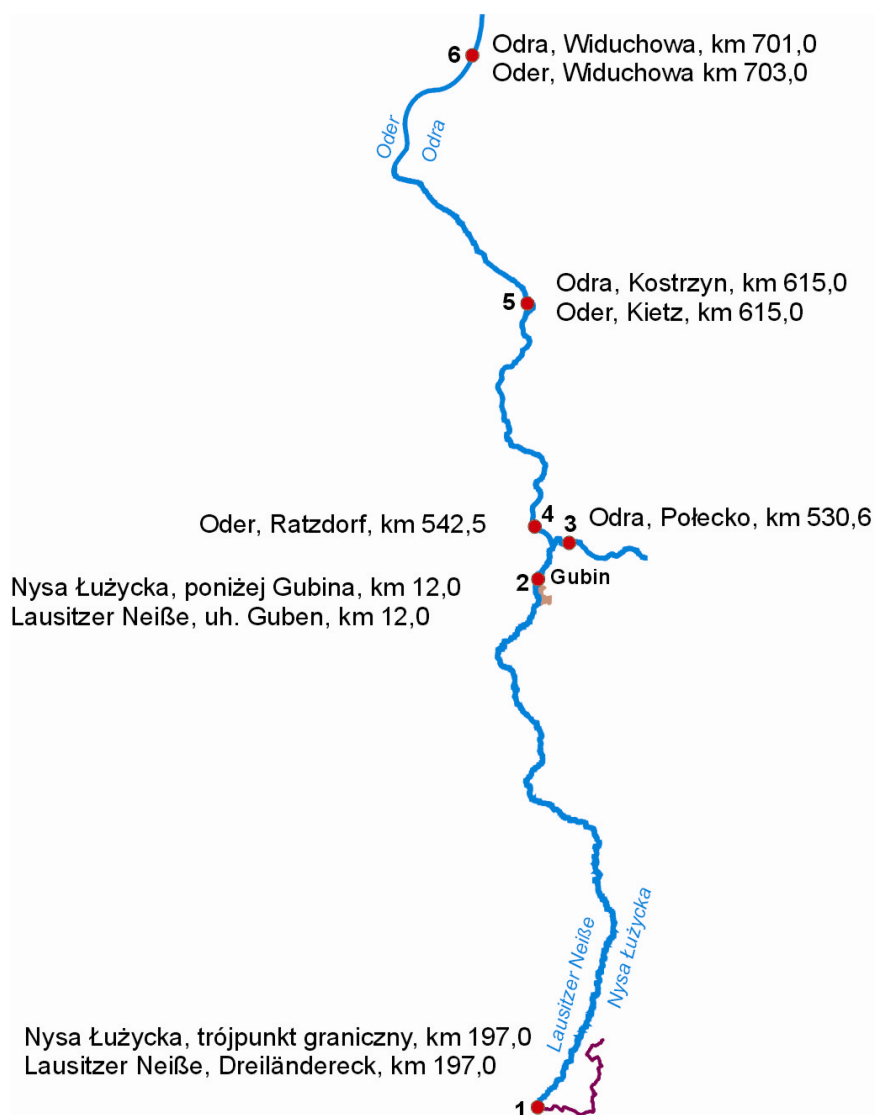 6
Odra, Widuchowa, km 701,0
Oder, Widuchowa km 703,0
Oder
Odra
5
Odra, Kostrzyn, km 615,0
Oder, Kietz, km 615,0
Oder, Ratzdorf, km 542,5
4
3
Odra, Połecko, km 530,6
Nysa Łużycka, poniżej Gubina, km 12,0
Lausitzer Neiße, uh. Guben, km 12,0
2
Gubin
Lausitzer Neiße
Nysa Łużycka
Nysa Łużycka, trójpunkt graniczny, km 197,0
Lausitzer Neiße, Dreiländereck, km 197,0
1